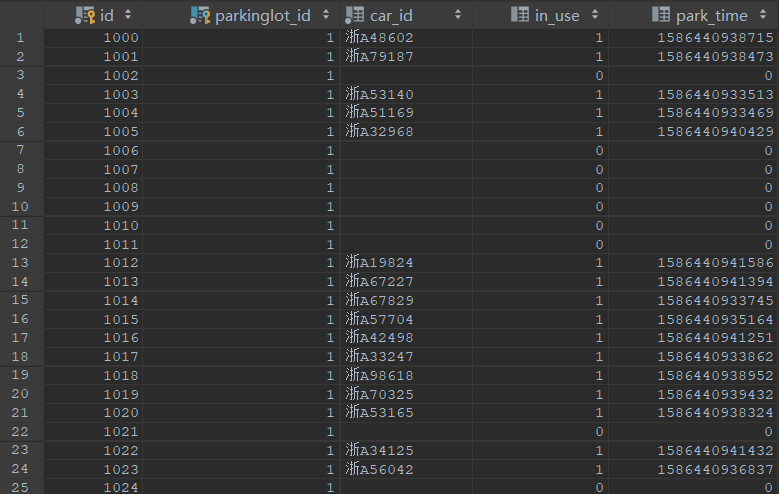 id parkinglot_id car_id in_use park_time
1 1000 1 浙A48602 1 1586440938715
2 1001 1 浙A79187 1 1586440938473
3 1002 1 0 0
4 1003 1 浙A53140 1 1586440933513
5 1004 1 浙A51169 1 1586440933469
6 1005 1 浙A32968 1 1586440940429
7 1006 1 0 0
8 1007 1 0 0
9 1008 1 0 0
10 1009 1 0 0
11 1010 1 0 0
12 1011 1 0 0
13 1012 1 浙A19824 1 1586440941586
14 1013 1 浙A67227 1 1586440941394
15 1014 1 浙A67829 1 1586440933745
16 1015 1 浙A57704 1 1586440935164
17 1016 1 浙A42498 1 1586440941251
18 1017 1 浙A33247 1 1586440933862
19 1018 1 浙A98618 1 1586440938952
20 1019 1 浙A70325 1 1586440939432
21 1020 1 浙A53165 1 1586440938324
22 1021 1 0 0
23 1022 1 浙A34125 1 1586440941432
24 1023 1 浙A56042 1 1586440936837
25 1024 1 0 0